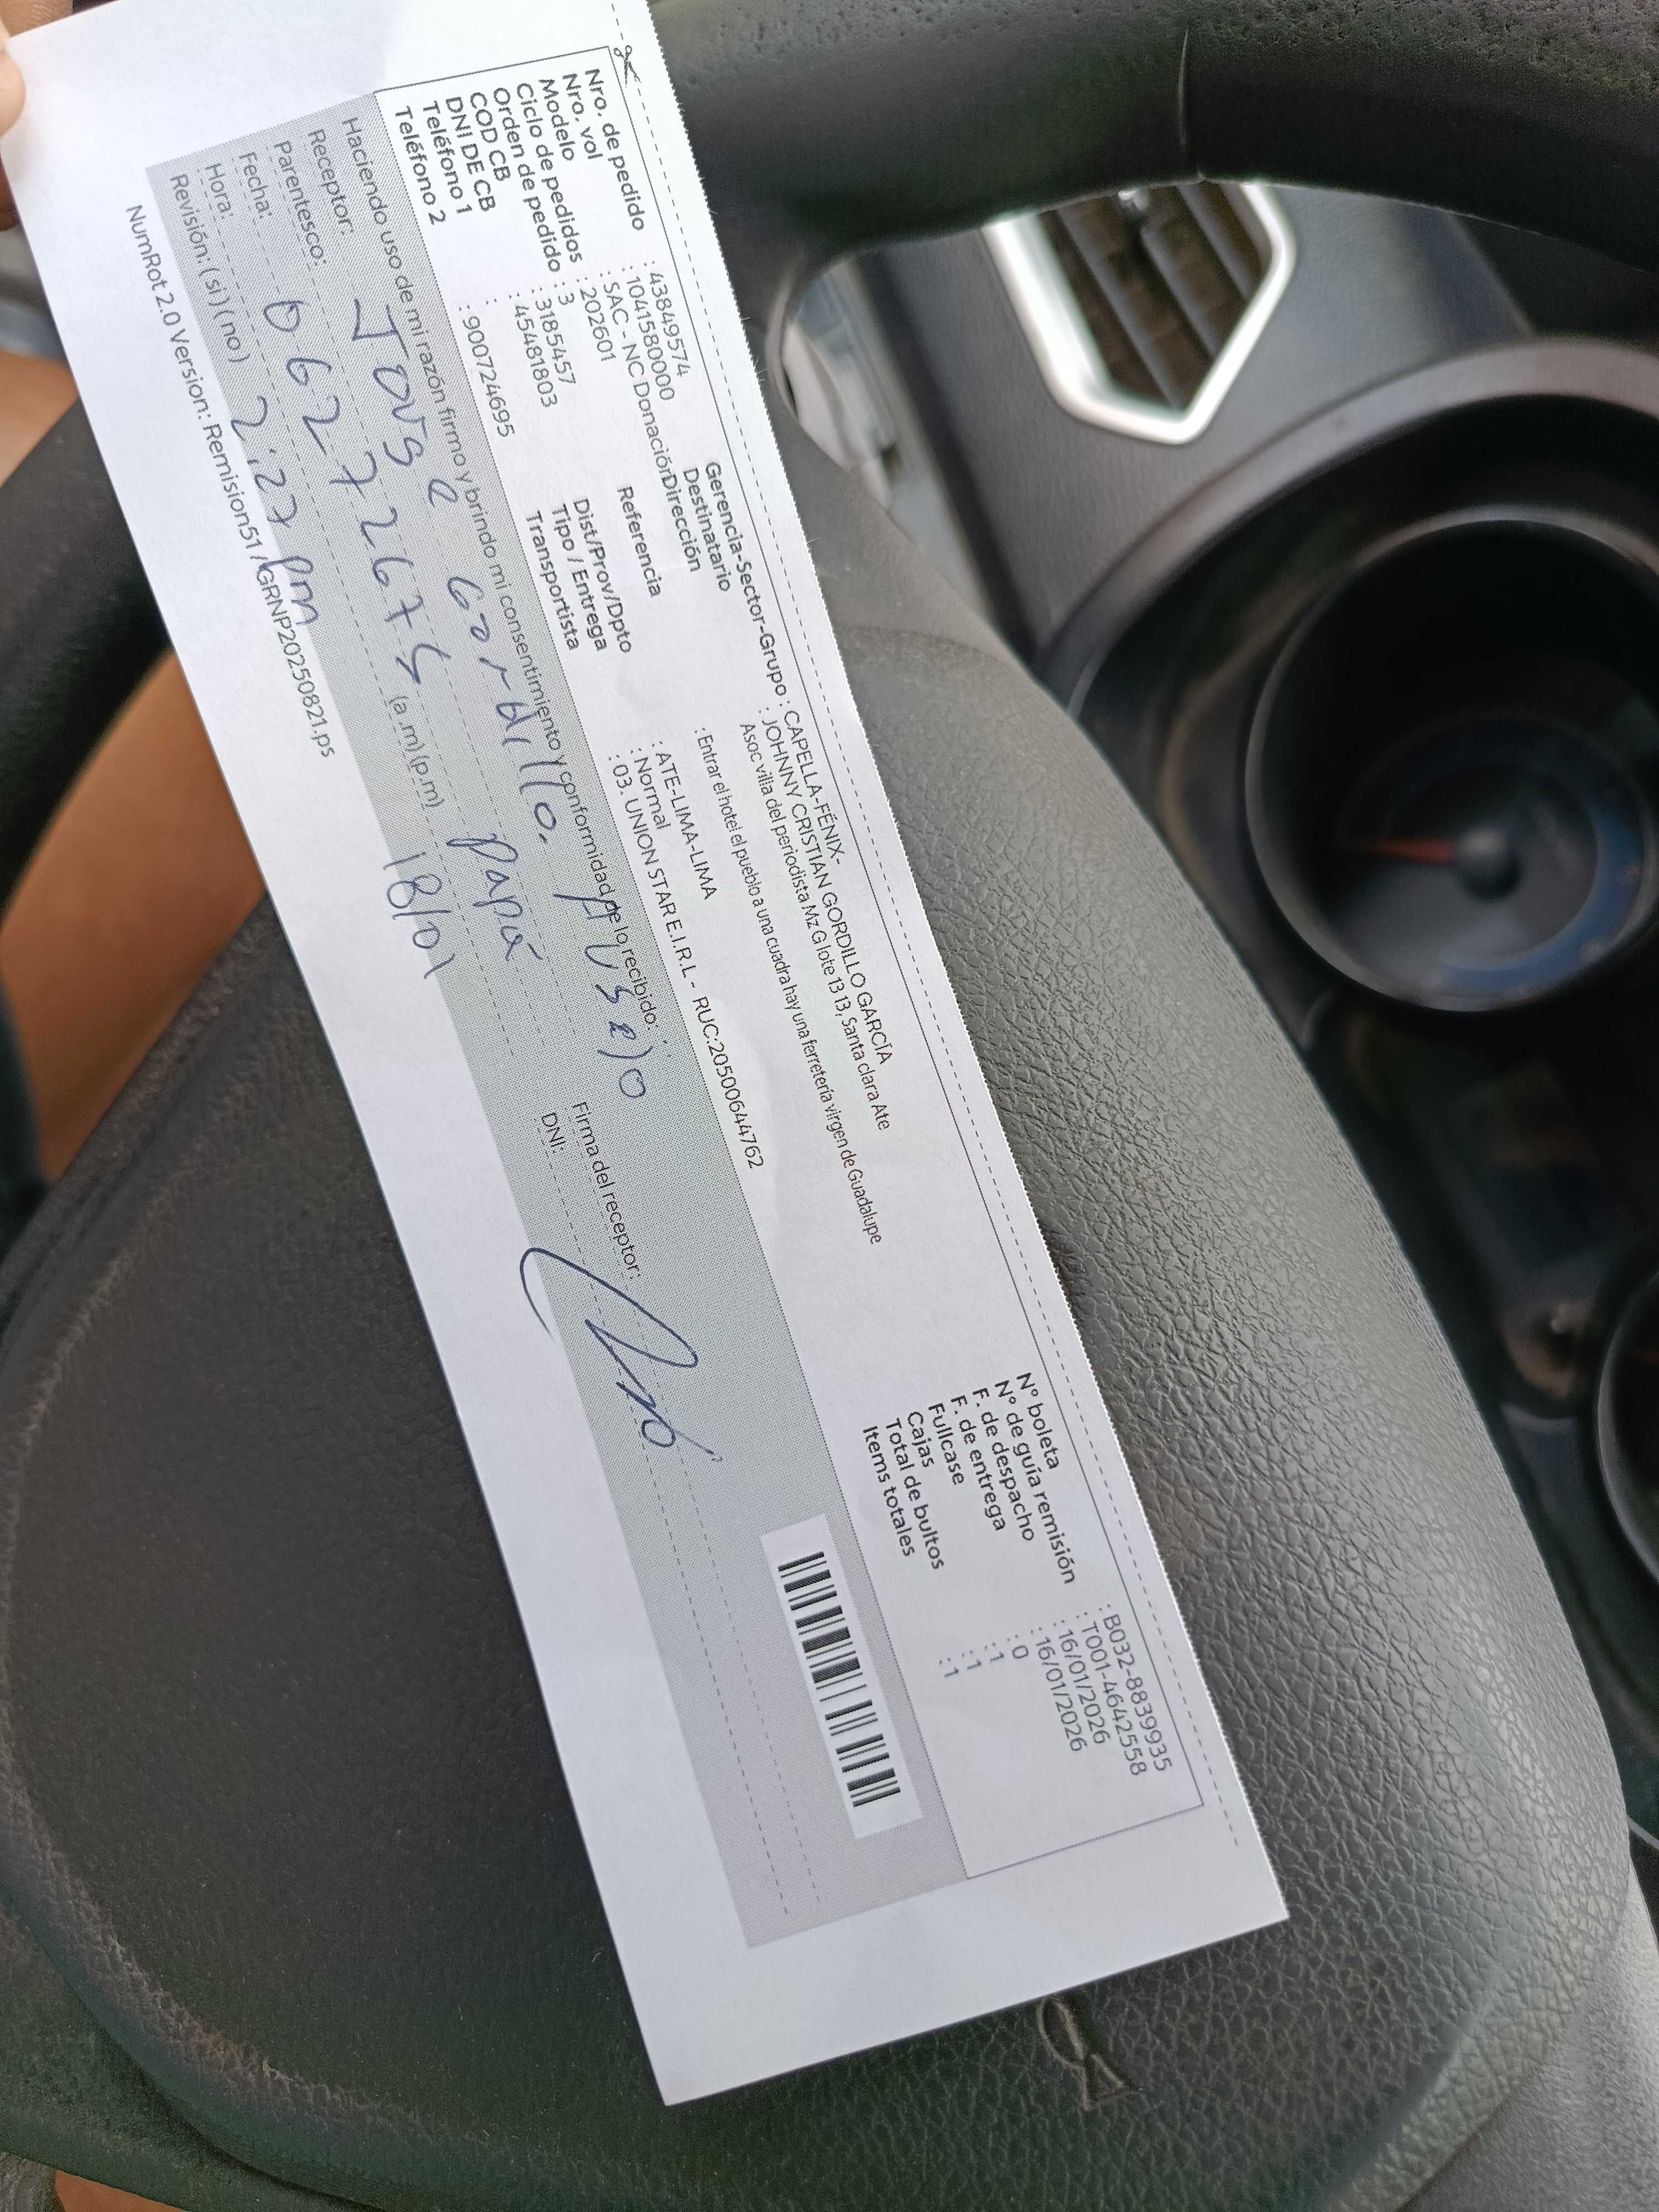 Nro. de pedido : 43849574
Nro. vol : 1041580000
Modelo : SAC - NC Donación
Ciclo de pedidos : 202601
Orden de pedido : 3
COD CB : 3185457
DNI DE CB : 45481803
Teléfono 1 :
Teléfono 2 : 900724695
Gerencia-Sector-Grupo : CAPELLA-FÉNIX-
Destinatario : JOHNNY CRISTIAN GORDILLO GARCÍA
Dirección Asoc villa del periodista Mz G lote 13 13, Santa clara Ate
Referencia : Entrar el hotel el pueblo a una cuadra hay una ferretería virgen de Guadalupe
Dist/Prov/Dpto : ATE-LIMA-LIMA
Tipo / Entrega : Normal
Transportista : 03. UNION STAR E.I.R.L - RUC:20500644762
N° boleta : B032-8839935
N° de guía remisión : T001-4642558
F. de despacho : 16/01/2026
F. de entrega : 16/01/2026
Fullcase : 0
Cajas : 1
Total de bultos : 1
Items totales : 1
Haciendo uso de mi razón firmo y brindo mi consentimiento y conformidad de lo recibido:
Receptor: Gordillo.
Parentesco: Papá
Fecha: 06272675 18/01
Hora: 2:27 pm (a.m) (p.m)
Revisión: (si) (no)
Firma del receptor:
DNI:
NumRot 2.0 Version: Remision51 / GRNP20250821.ps